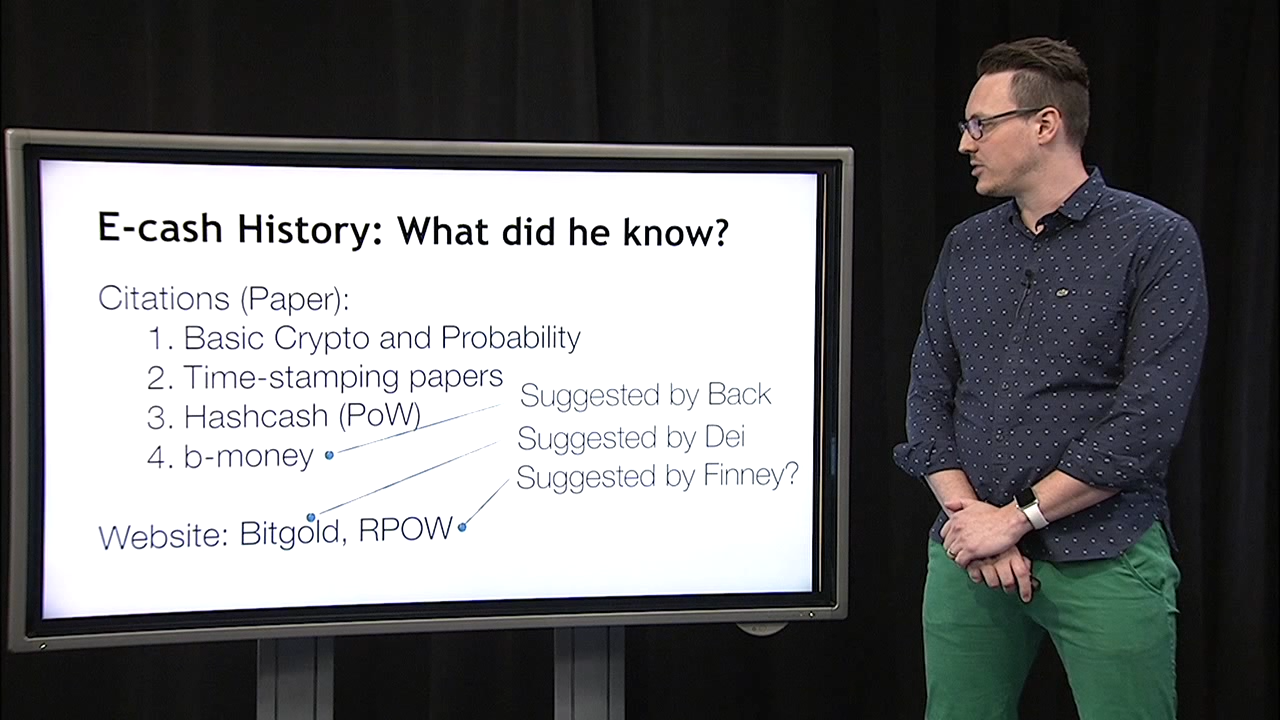 E-cash History: What did he know?
Citations (Paper):
1. Basic Crypto and Probability
2. Time-stamping papers
3. Hashcash (PoW)
4. b-money
Suggested by Back
Suggested by Dei
Suggested by Finney?
Website: Bitgold, RPOW